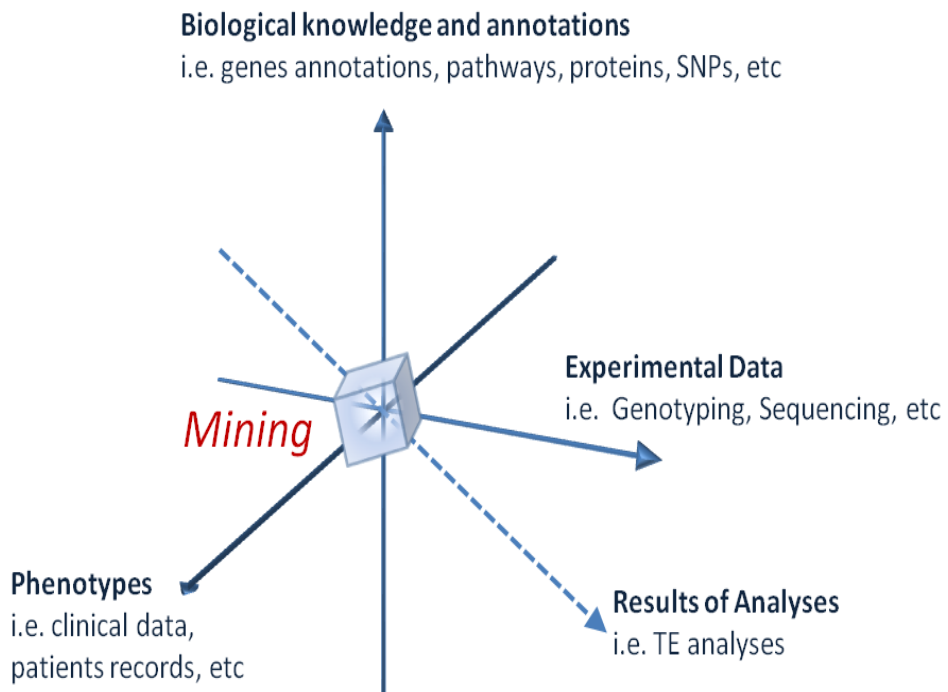 Biological knowledge and annotations
i.e. genes annotations, pathways, proteins, SNPs, etc
Experimental Data
i.e. Genotyping, Sequencing, etc
Mining
Phenotypes
i.e. clinical data,
patients records, etc
Results of Analyses
i.e. TE analyses